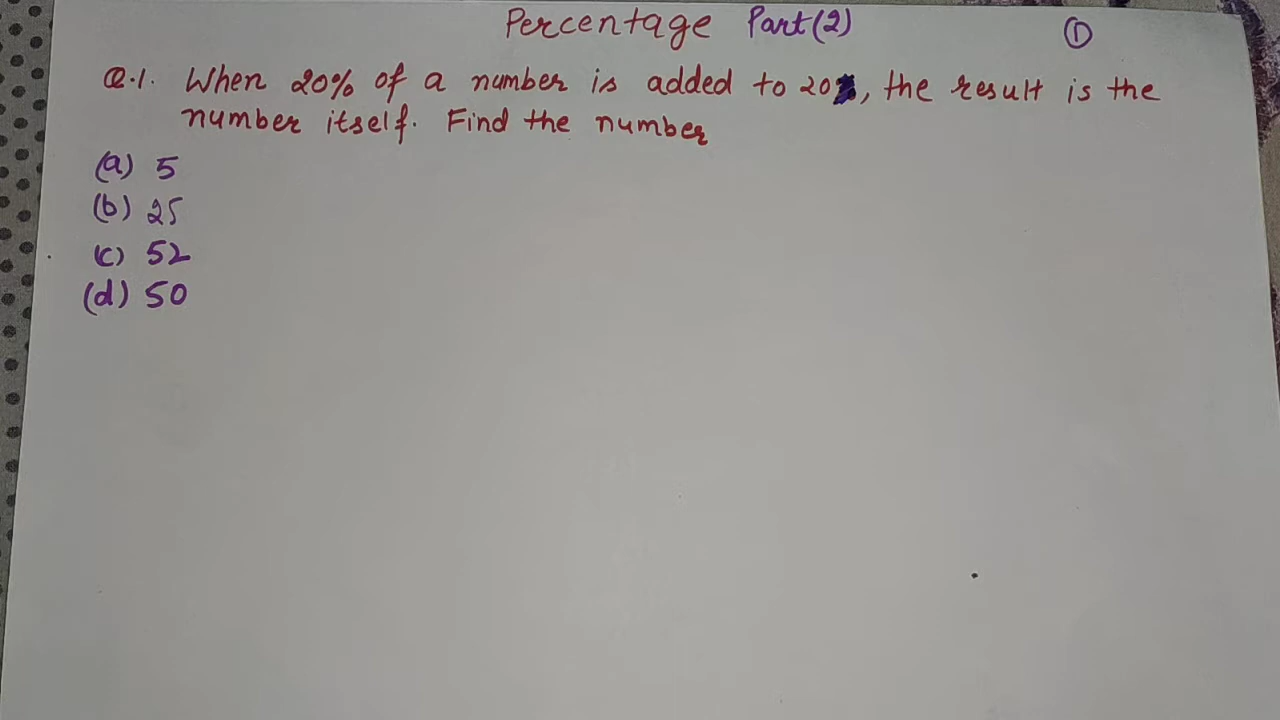 Percentage Part(2) ①
Q.1. When 20% of a number is added to 20, the result is the
number itself. Find the number
(a) 5
(b) 25
(c) 52
(d) 50